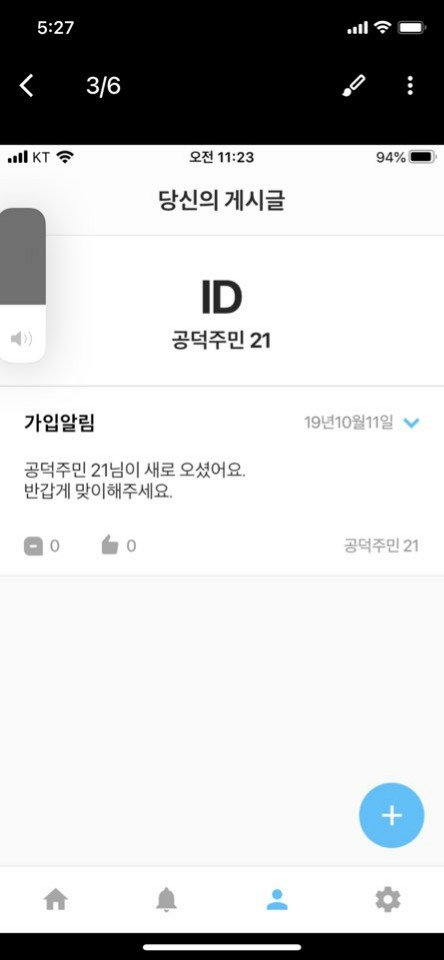 5:27
3/6
KT
오전 11:23
94%
당신의 게시글
ID
공덕주민 21
가입알림
19년10월11일
공덕주민 21님이 새로 오셨어요.
반갑게 맞이해주세요.
0
0
공덕주민 21